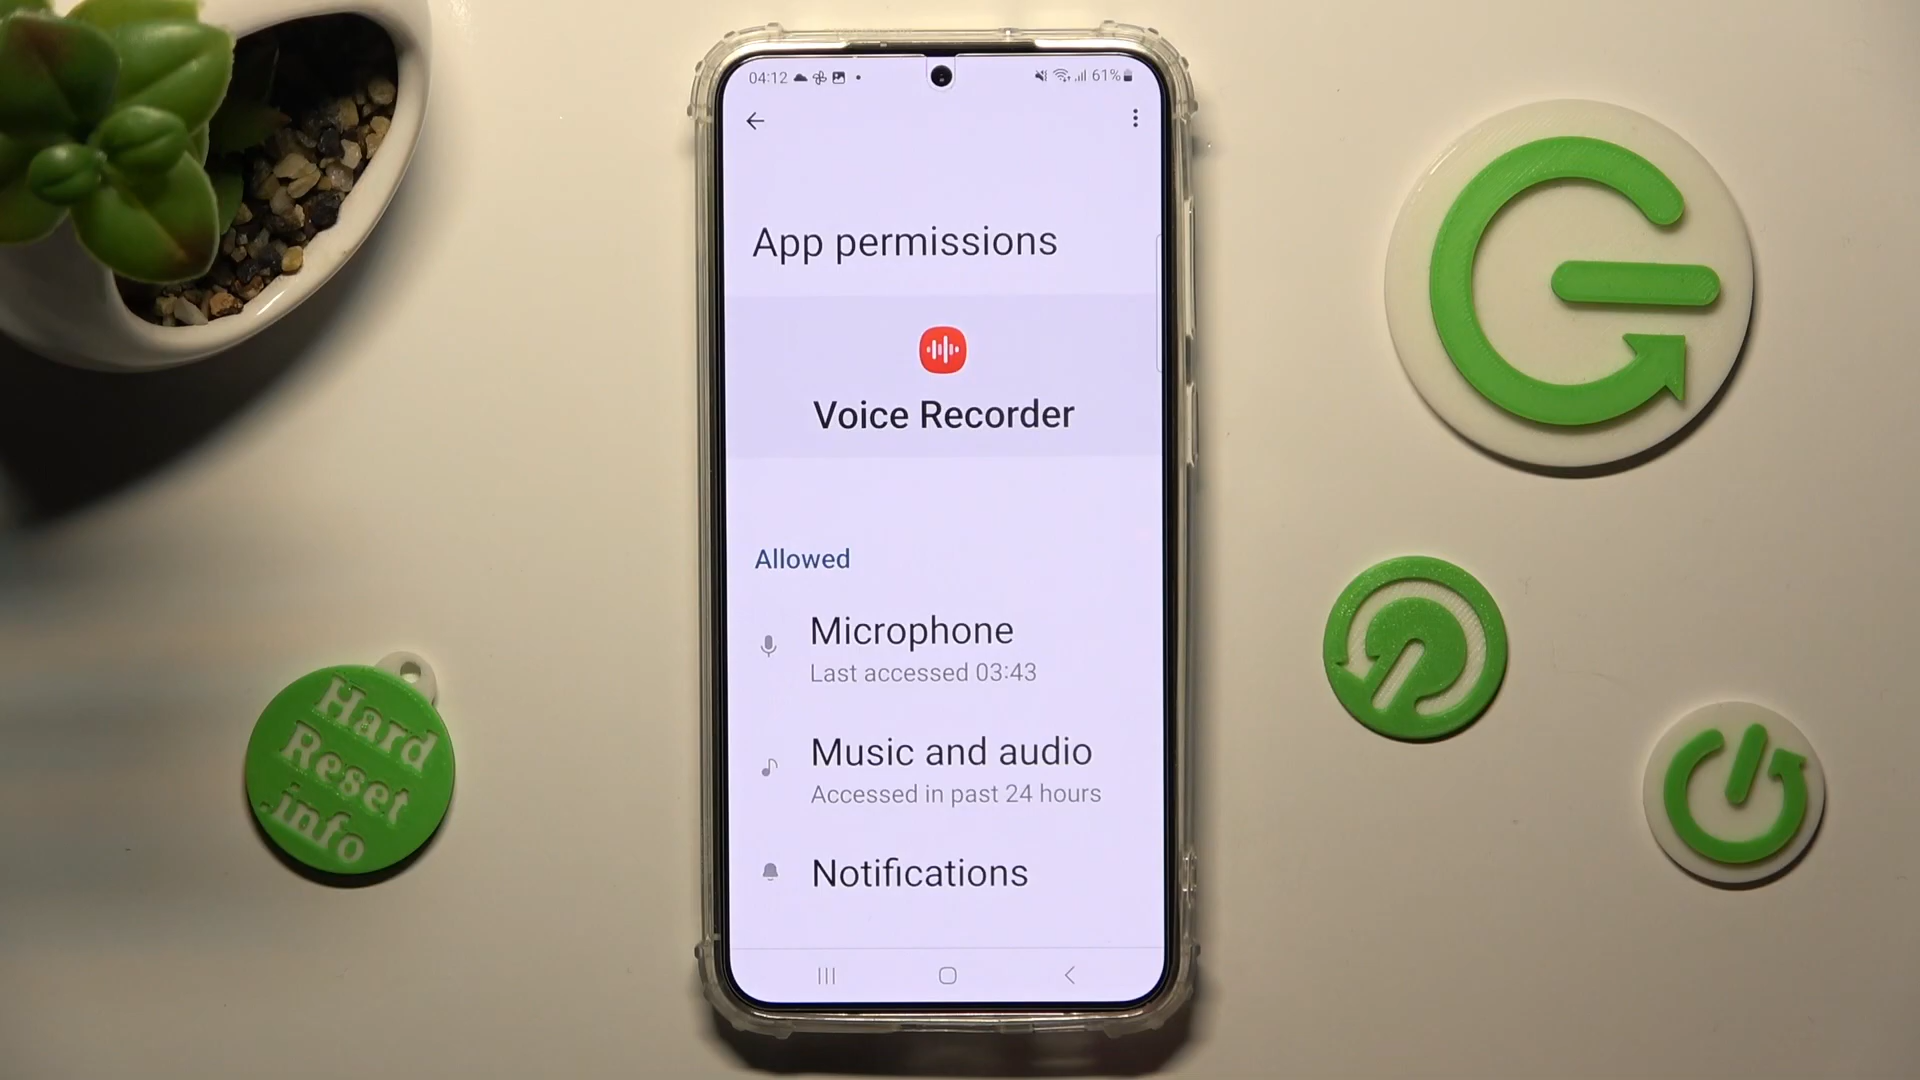 04:12
61%
App permissions
Voice Recorder
Allowed
Microphone
Last accessed 03:43
Music and audio
Accessed in past 24 hours
Notifications
Hard
Reset
.info